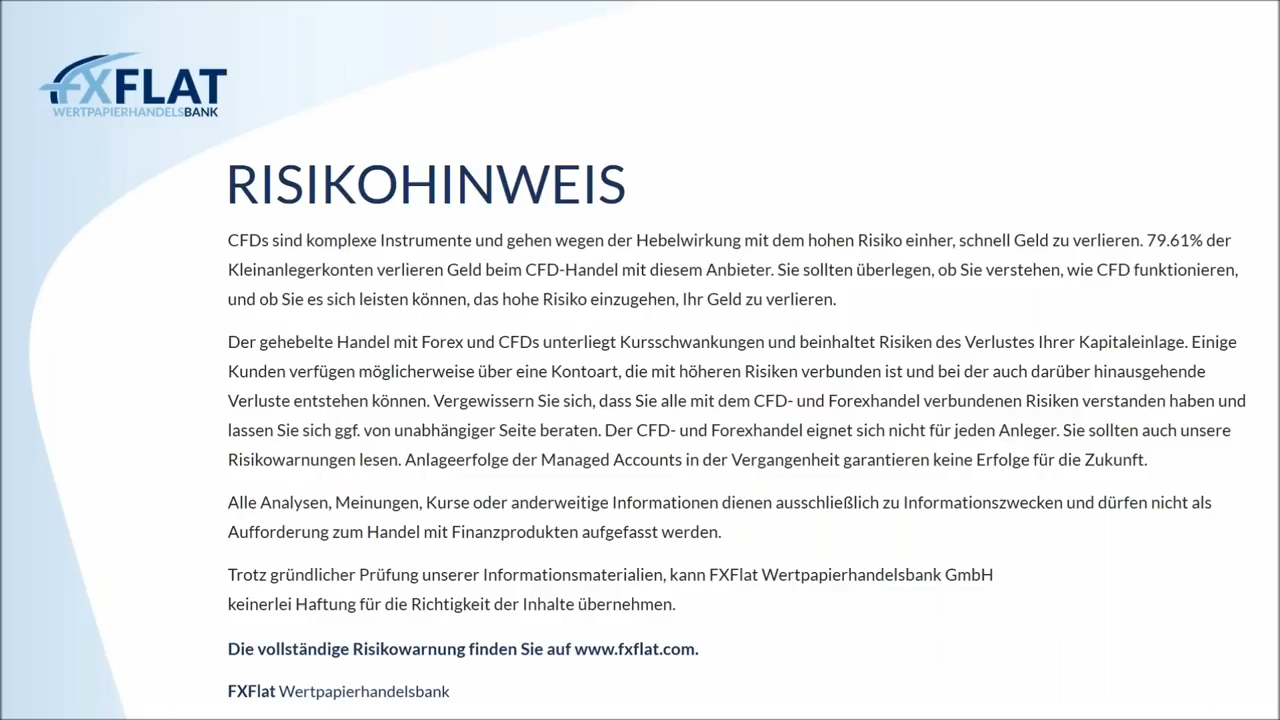 FXFLAT
WERTPAPIERHANDELSBANK
RISIKOHINWEIS
CFDs sind komplexe Instrumente und gehen wegen der Hebelwirkung mit dem hohen Risiko einher, schnell Geld zu verlieren. 79.61% der
Kleinanlegerkonten verlieren Geld beim CFD-Handel mit diesem Anbieter. Sie sollten überlegen, ob Sie verstehen, wie CFD funktionieren,
und ob Sie es sich leisten können, das hohe Risiko einzugehen, Ihr Geld zu verlieren.
Der gehebelte Handel mit Forex und CFDs unterliegt Kursschwankungen und beinhaltet Risiken des Verlustes Ihrer Kapitaleinlage. Einige
Kunden verfügen möglicherweise über eine Kontoart, die mit höheren Risiken verbunden ist und bei der auch darüber hinausgehende
Verluste entstehen können. Vergewissern Sie sich, dass Sie alle mit dem CFD- und Forexhandel verbundenen Risiken verstanden haben und
lassen Sie sich ggf. von unabhängiger Seite beraten. Der CFD- und Forexhandel eignet sich nicht für jeden Anleger. Sie sollten auch unsere
Risikowarnungen lesen. Anlageerfolge der Managed Accounts in der Vergangenheit garantieren keine Erfolge für die Zukunft.
Alle Analysen, Meinungen, Kurse oder anderweitige Informationen dienen ausschließlich zu Informationszwecken und dürfen nicht als
Aufforderung zum Handel mit Finanzprodukten aufgefasst werden.
Trotz gründlicher Prüfung unserer Informationsmaterialien, kann FXFlat Wertpapierhandelsbank GmbH
keinerlei Haftung für die Richtigkeit der Inhalte übernehmen.
Die vollständige Risikowarnung finden Sie auf www.fxflat.com.
FXFlat Wertpapierhandelsbank